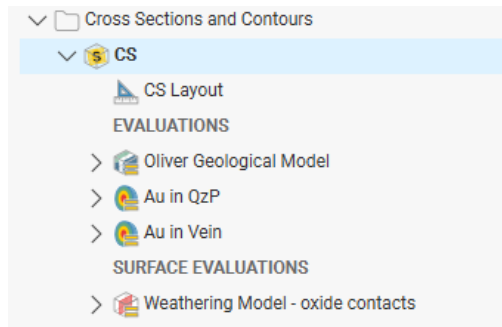 Cross Sections and Contours
CS
CS Layout
EVALUATIONS
Oliver Geological Model
Au in QzP
Au in Vein
SURFACE EVALUATIONS
Weathering Model - oxide contacts